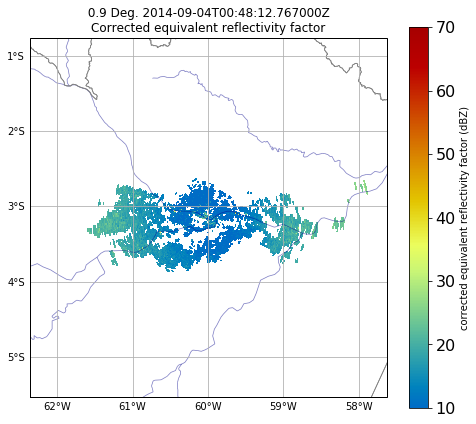 0.9 Deg. 2014-09-04T00:48:12.767000Z
Corrected equivalent reflectivity factor
1°S
2°S
3°S
4°S
5°S
62°W 61°W 60°W 59°W 58°W
70
60
50
40
30
20
10
corrected equivalent reflectivity factor (dBZ)